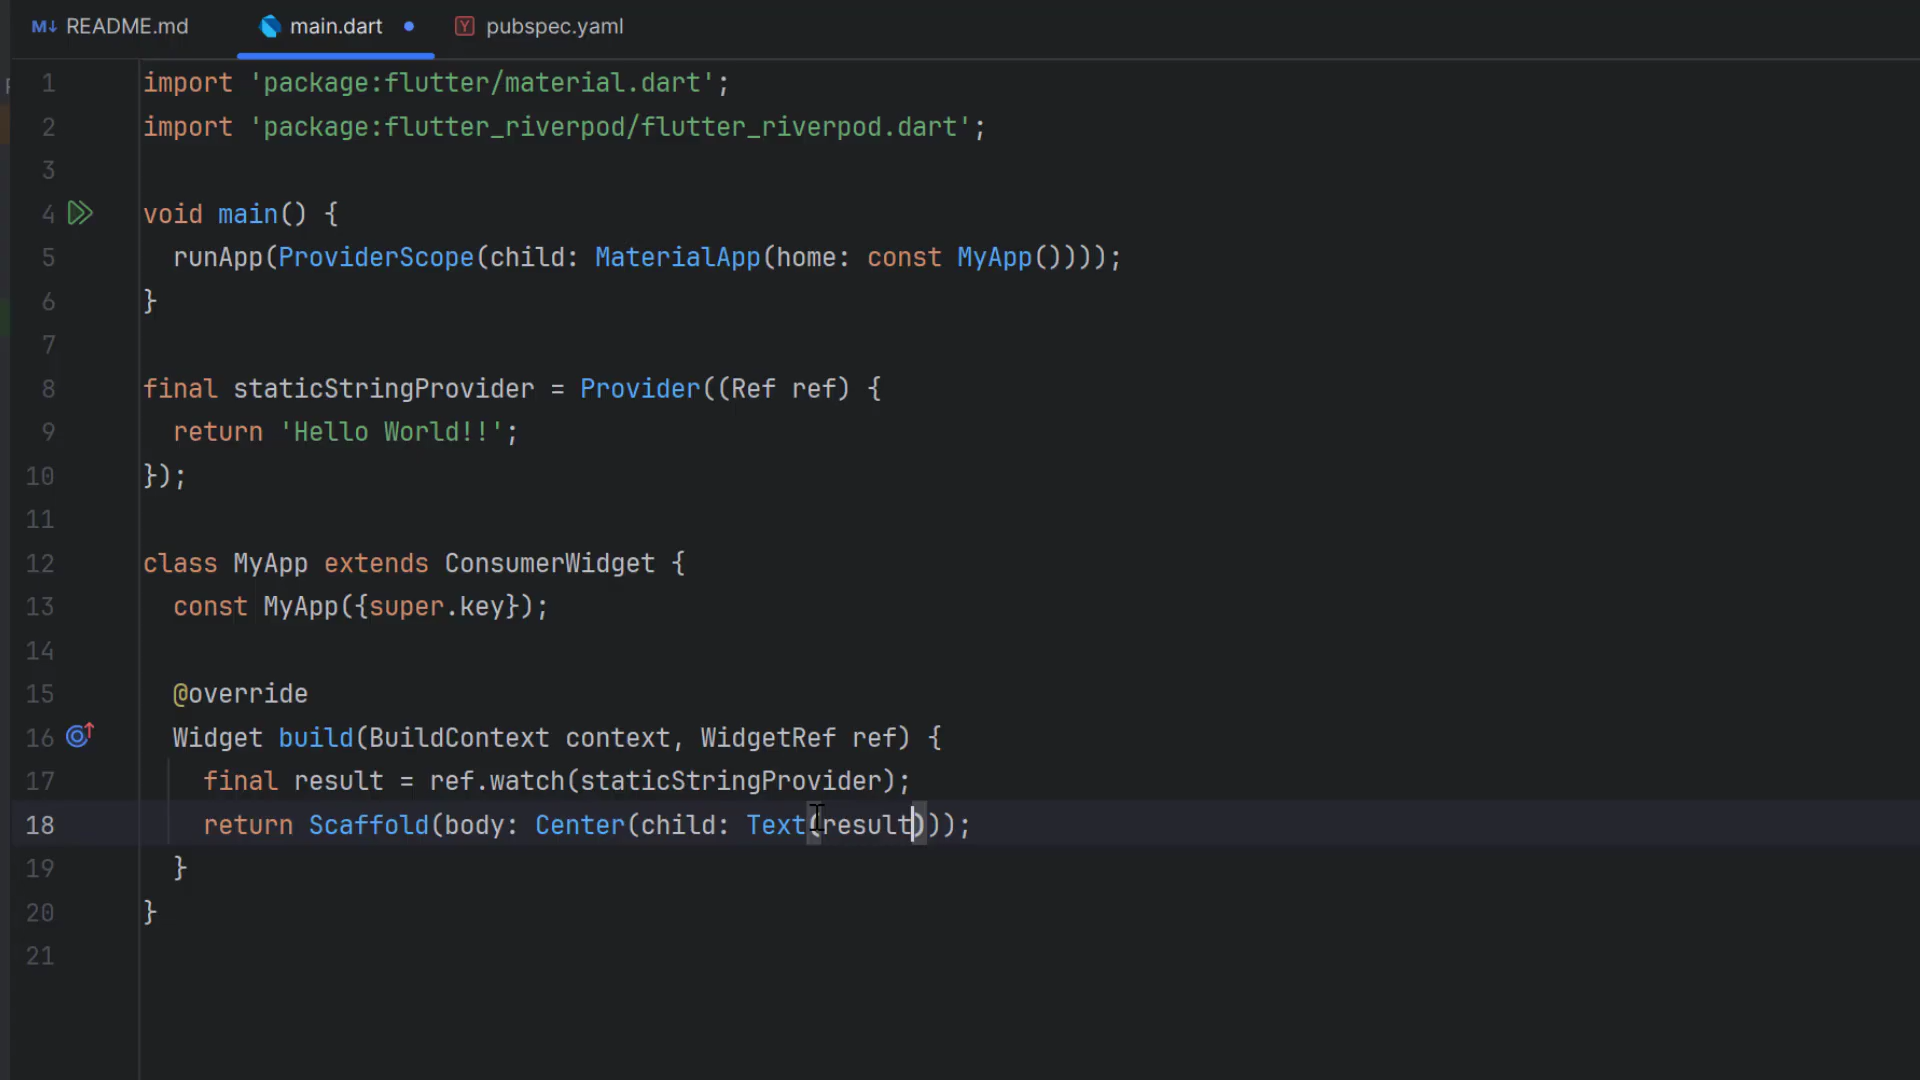 M↓ README.md main.dart Y pubspec.yaml
1 import 'package:flutter/material.dart';
2 import 'package:flutter_riverpod/flutter_riverpod.dart';
3
4 void main() {
5   runApp(ProviderScope(child: MaterialApp(home: const MyApp())));
6 }
7
8 final staticStringProvider = Provider((Ref ref) {
9   return 'Hello World!!';
10 });
11
12 class MyApp extends ConsumerWidget {
13   const MyApp({super.key});
14
15   @override
16   Widget build(BuildContext context, WidgetRef ref) {
17     final result = ref.watch(staticStringProvider);
18     return Scaffold(body: Center(child: Text(result)));
19   }
20 }
21